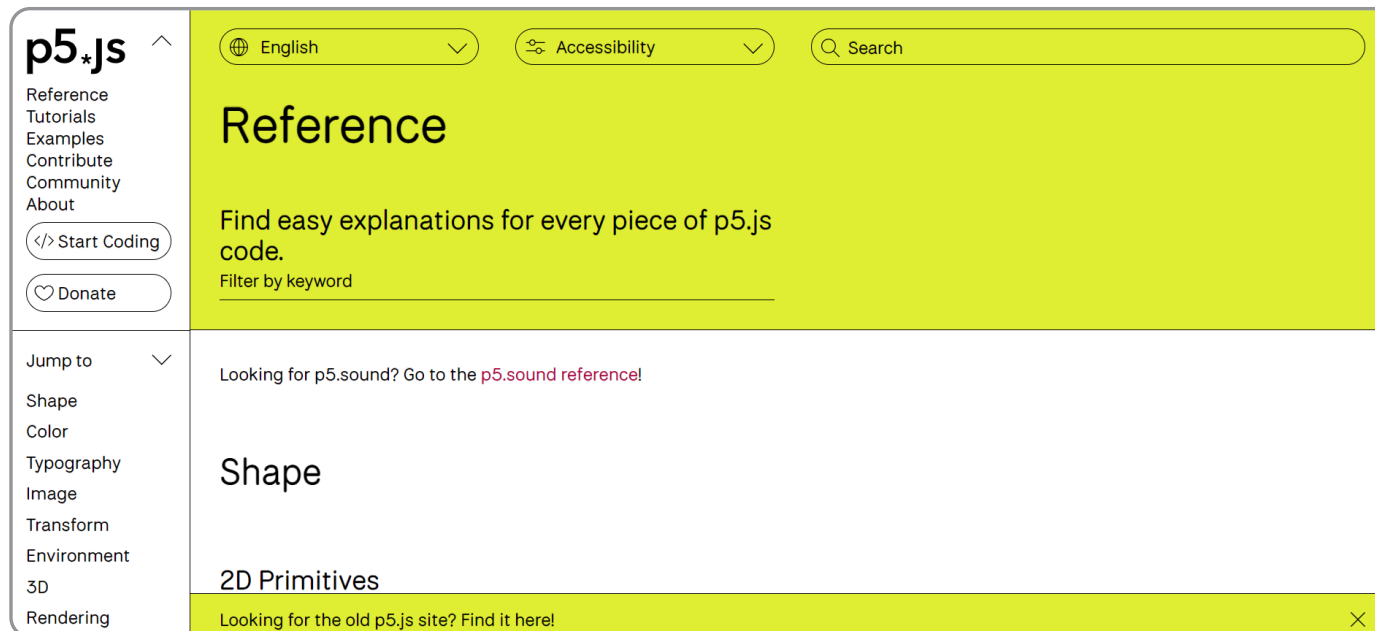 p5*Js
Reference
Tutorials
Examples
Contribute
Community
About
</> Start Coding
Donate
Jump to
Shape
Color
Typography
Image
Transform
Environment
3D
Rendering
English
Accessibility
Search
Reference
Find easy explanations for every piece of p5.js
code.
Filter by keyword
Looking for p5.sound? Go to the p5.sound reference!
Shape
2D Primitives
Looking for the old p5.js site? Find it here!